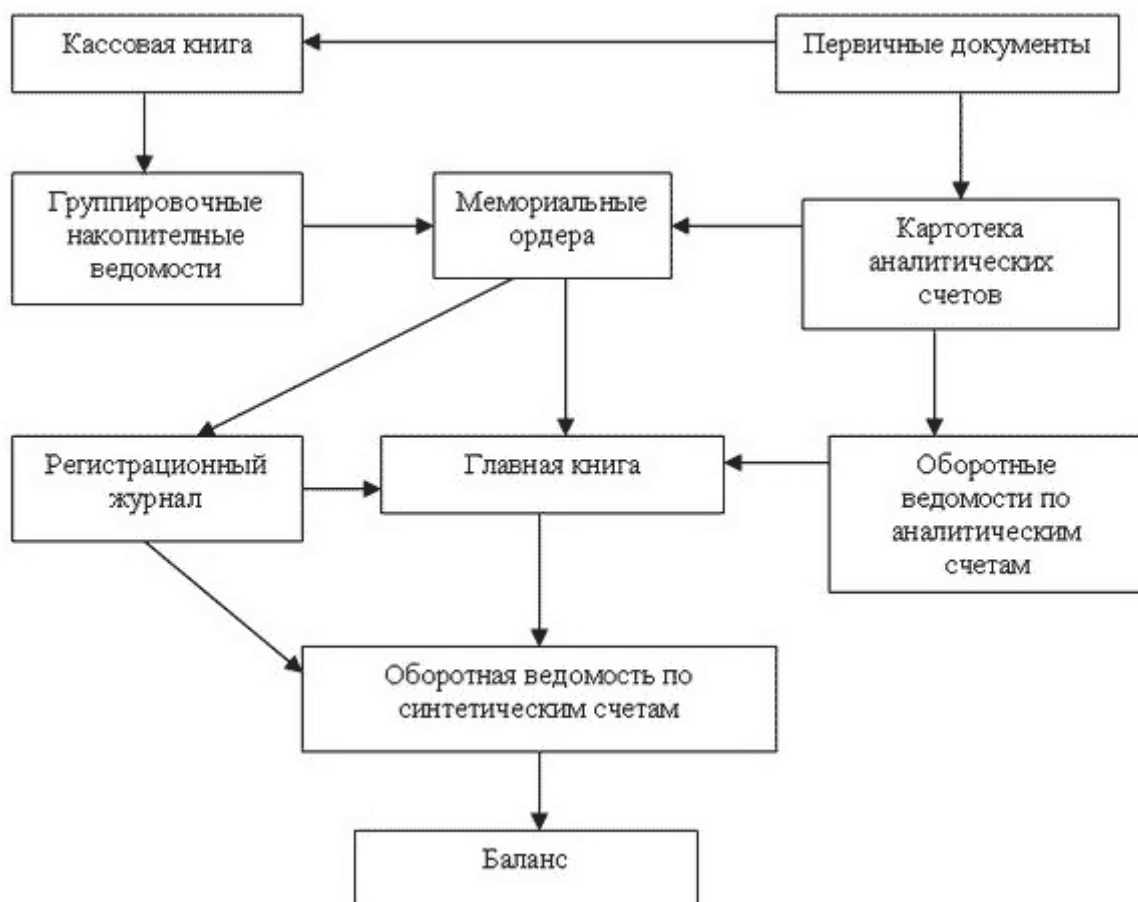 Кассовая книга
Первичные документы
Группировочные
накопителные
ведомости
Мемориальные
ордера
Картотека
аналитических
счетов
Регистрационный
журнал
Главная книга
Оборотные
ведомости по
аналитическим
счетам
Оборотная ведомость по
синтетическим счетам
Баланс